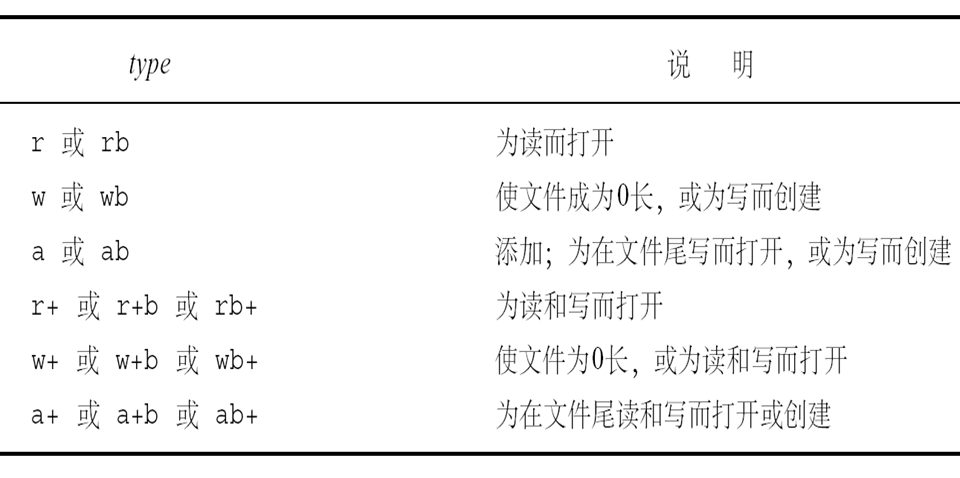 type 说 明
r 或 rb 为读而打开
w 或 wb 使文件成为0长，或为写而创建
a 或 ab 添加；为在文件尾写而打开，或为写而创建
r+ 或 r+b 或 rb+ 为读和写而打开
w+ 或 w+b 或 wb+ 使文件为0长，或为读和写而打开
a+ 或 a+b 或 ab+ 为在文件尾读和写而打开或创建